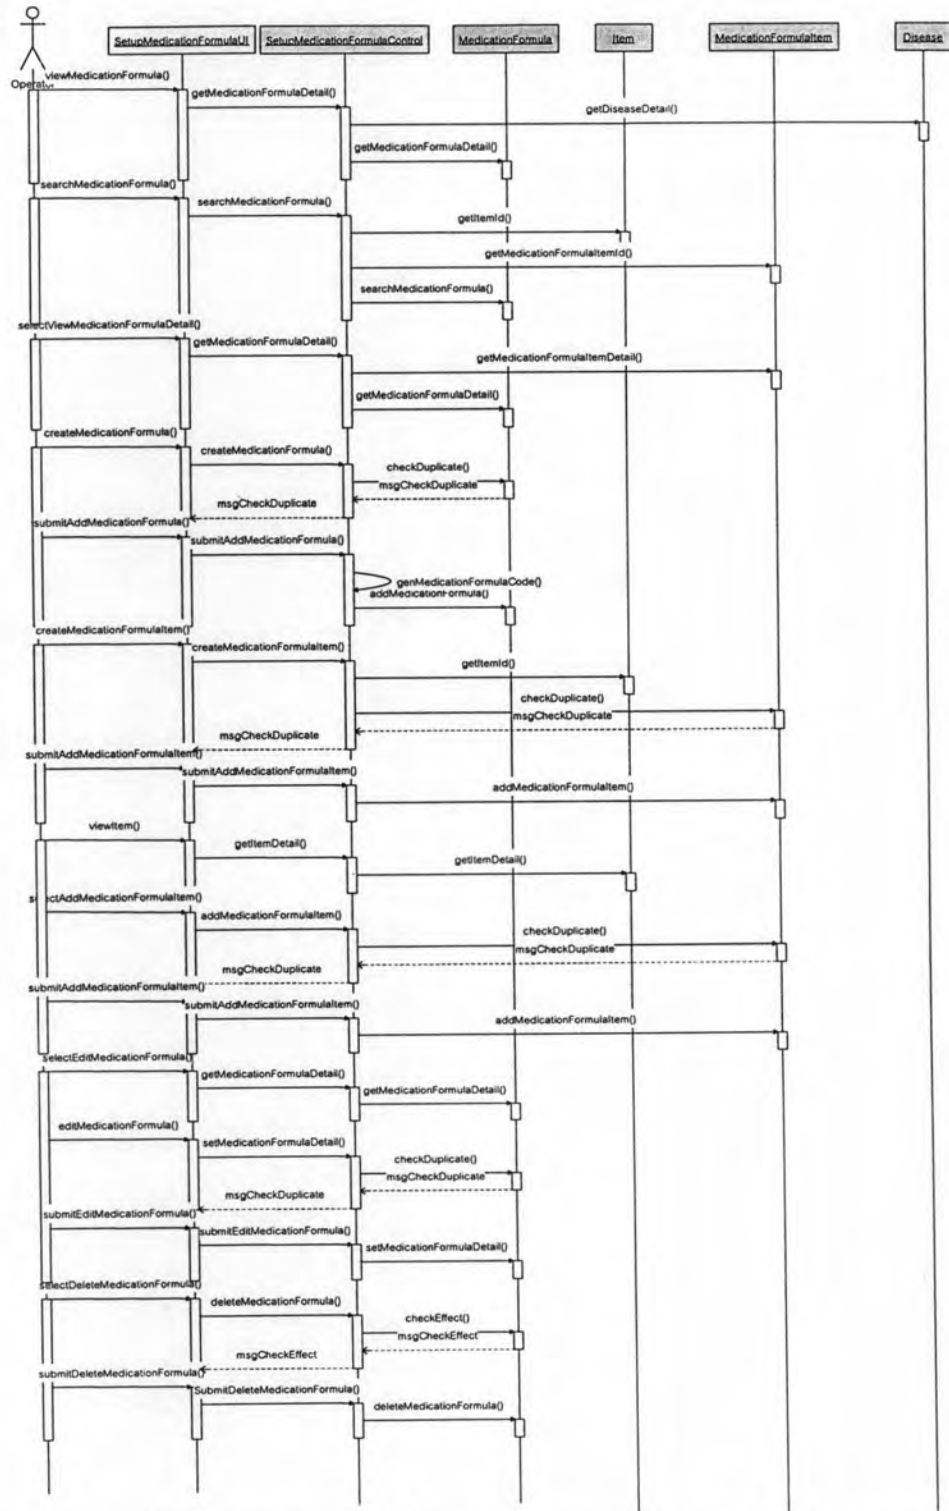 SetupMedicationFormulaUI
SetupMedicationFormulaControl
MedicationFormula
Item
MedicationFormulaItem
Disease
Operator
viewMedicationFormula()
getMedicationFormulaDetail()
getDiseaseDetail()
getMedicationFormulaDetail()
searchMedicationFormula()
searchMedicationFormula()
getItemId()
getMedicationFormulaItemId()
searchMedicationFormula()
selectViewMedicationFormulaDetail()
getMedicationFormulaDetail()
getMedicationFormulaItemDetail()
getMedicationFormulaDetail()
createMedicationFormula()
createMedicationFormula()
checkDuplicate()
msgCheckDuplicate
msgCheckDuplicate
submitAddMedicationFormula()
submitAddMedicationFormula()
genMedicationFormulaCode()
addMedicationFormula()
createMedicationFormulaItem()
createMedicationFormulaItem()
getItemId()
checkDuplicate()
msgCheckDuplicate
msgCheckDuplicate
submitAddMedicationFormulaItem()
submitAddMedicationFormulaItem()
addMedicationFormulaItem()
viewItem()
getItemDetail()
getItemDetail()
selectAddMedicationFormulaItem()
addMedicationFormulaItem()
checkDuplicate()
msgCheckDuplicate
msgCheckDuplicate
submitAddMedicationFormulaItem()
submitAddMedicationFormulaItem()
addMedicationFormulaItem()
selectEditMedicationFormula()
getMedicationFormulaDetail()
getMedicationFormulaDetail()
editMedicationFormula()
setMedicationFormulaDetail()
checkDuplicate()
msgCheckDuplicate
msgCheckDuplicate
submitEditMedicationFormula()
submitEditMedicationFormula()
setMedicationFormulaDetail()
selectDeleteMedicationFormula()
deleteMedicationFormula()
checkEffect()
msgCheckEffect
msgCheckEffect
submitDeleteMedicationFormula()
SubmitDeleteMedicationFormula()
deleteMedicationFormula()